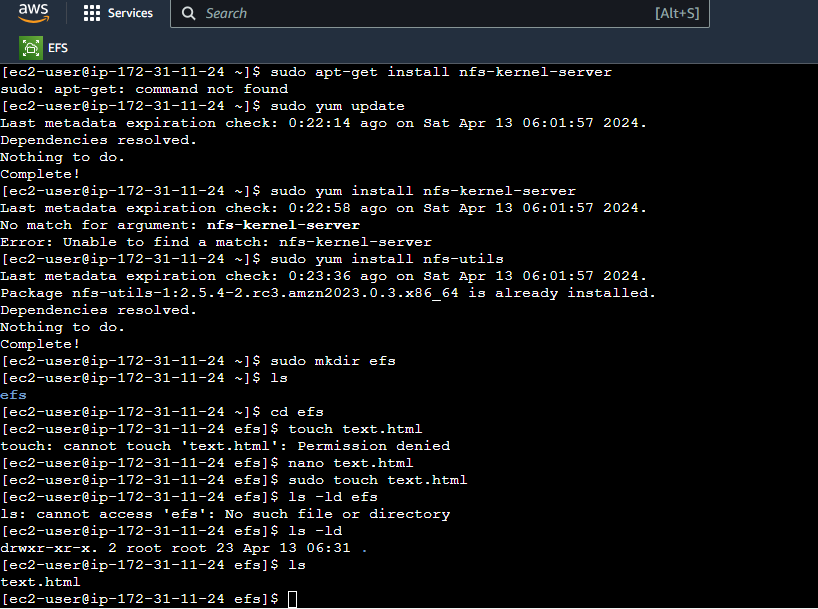 aws
Services
Search
[Alt+S]
EFS
[ec2-user@ip-172-31-11-24 ~]$ sudo apt-get install nfs-kernel-server
sudo: apt-get: command not found
[ec2-user@ip-172-31-11-24 ~]$ sudo yum update
Last metadata expiration check: 0:22:14 ago on Sat Apr 13 06:01:57 2024.
Dependencies resolved.
Nothing to do.
Complete!
[ec2-user@ip-172-31-11-24 ~]$ sudo yum install nfs-kernel-server
Last metadata expiration check: 0:22:58 ago on Sat Apr 13 06:01:57 2024.
No match for argument: nfs-kernel-server
Error: Unable to find a match: nfs-kernel-server
[ec2-user@ip-172-31-11-24 ~]$ sudo yum install nfs-utils
Last metadata expiration check: 0:23:36 ago on Sat Apr 13 06:01:57 2024.
Package nfs-utils-1:2.5.4-2.rc3.amzn2023.0.3.x86_64 is already installed.
Dependencies resolved.
Nothing to do.
Complete!
[ec2-user@ip-172-31-11-24 ~]$ sudo mkdir efs
[ec2-user@ip-172-31-11-24 ~]$ ls
efs
[ec2-user@ip-172-31-11-24 ~]$ cd efs
[ec2-user@ip-172-31-11-24 efs]$ touch text.html
touch: cannot touch 'text.html': Permission denied
[ec2-user@ip-172-31-11-24 efs]$ nano text.html
[ec2-user@ip-172-31-11-24 efs]$ sudo touch text.html
[ec2-user@ip-172-31-11-24 efs]$ ls -ld efs
ls: cannot access 'efs': No such file or directory
[ec2-user@ip-172-31-11-24 efs]$ ls -ld
drwxr-xr-x. 2 root root 23 Apr 13 06:31 .
[ec2-user@ip-172-31-11-24 efs]$ ls
text.html
[ec2-user@ip-172-31-11-24 efs]$